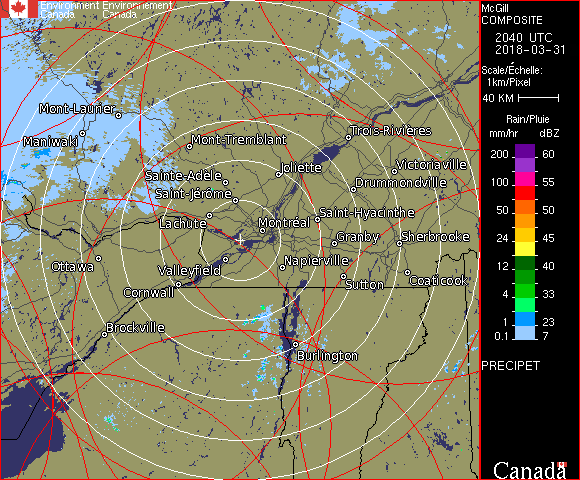 Environment Environnement
Canada Canada
McGill
COMPOSITE
2040 UTC
2018-03-31
Scale/Échelle:
1km/Pixel
40 KM
Rain/Pluie
mm/hr dBZ
200 60
100 55
50 50
24 45
12 40
4 33
1 23
0.1 7
PRECIPET
Canada
Mont-Laurier
Maniwaki
Mont-Tremblant
Trois-Rivières
Sainte-Adèle
Joliette
Victoriaville
Saint-Jérôme
Drummondville
Lachute
Montréal
Saint-Hyacinthe
Granby
Sherbrooke
Ottawa
Valleyfield
Napierville
Cornwall
Sutton
Coaticook
Brockville
Burlington